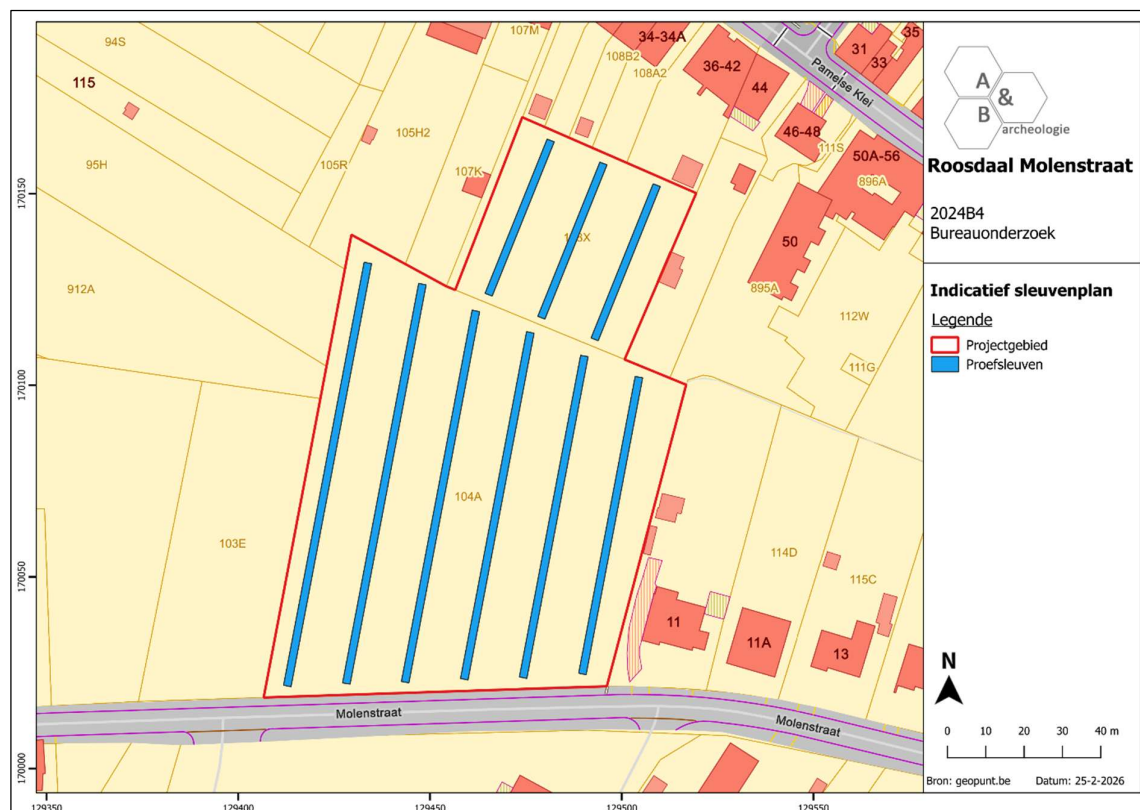 94S
115
95H
912A
105R
105H2
107M
107K
108B2
108A2
34-34A
36-42
44
31
33
35
Pamelse Klei
46-48
111S
50A-56
896A
50
895A
112W
111G
104A
103E
114D
115C
11
11A
13
Molenstraat
Molenstraat
170150
170100
170050
170000
129350
129400
129450
129500
129550
A
&
B
archeologie
Roosdaal Molenstraat
2024B4
Bureauonderzoek
Indicatief sleuvenplan
Legende
Projectgebied
Proefsleuven
N
0 10 20 30 40 m
Bron: geopunt.be Datum: 25-2-2026